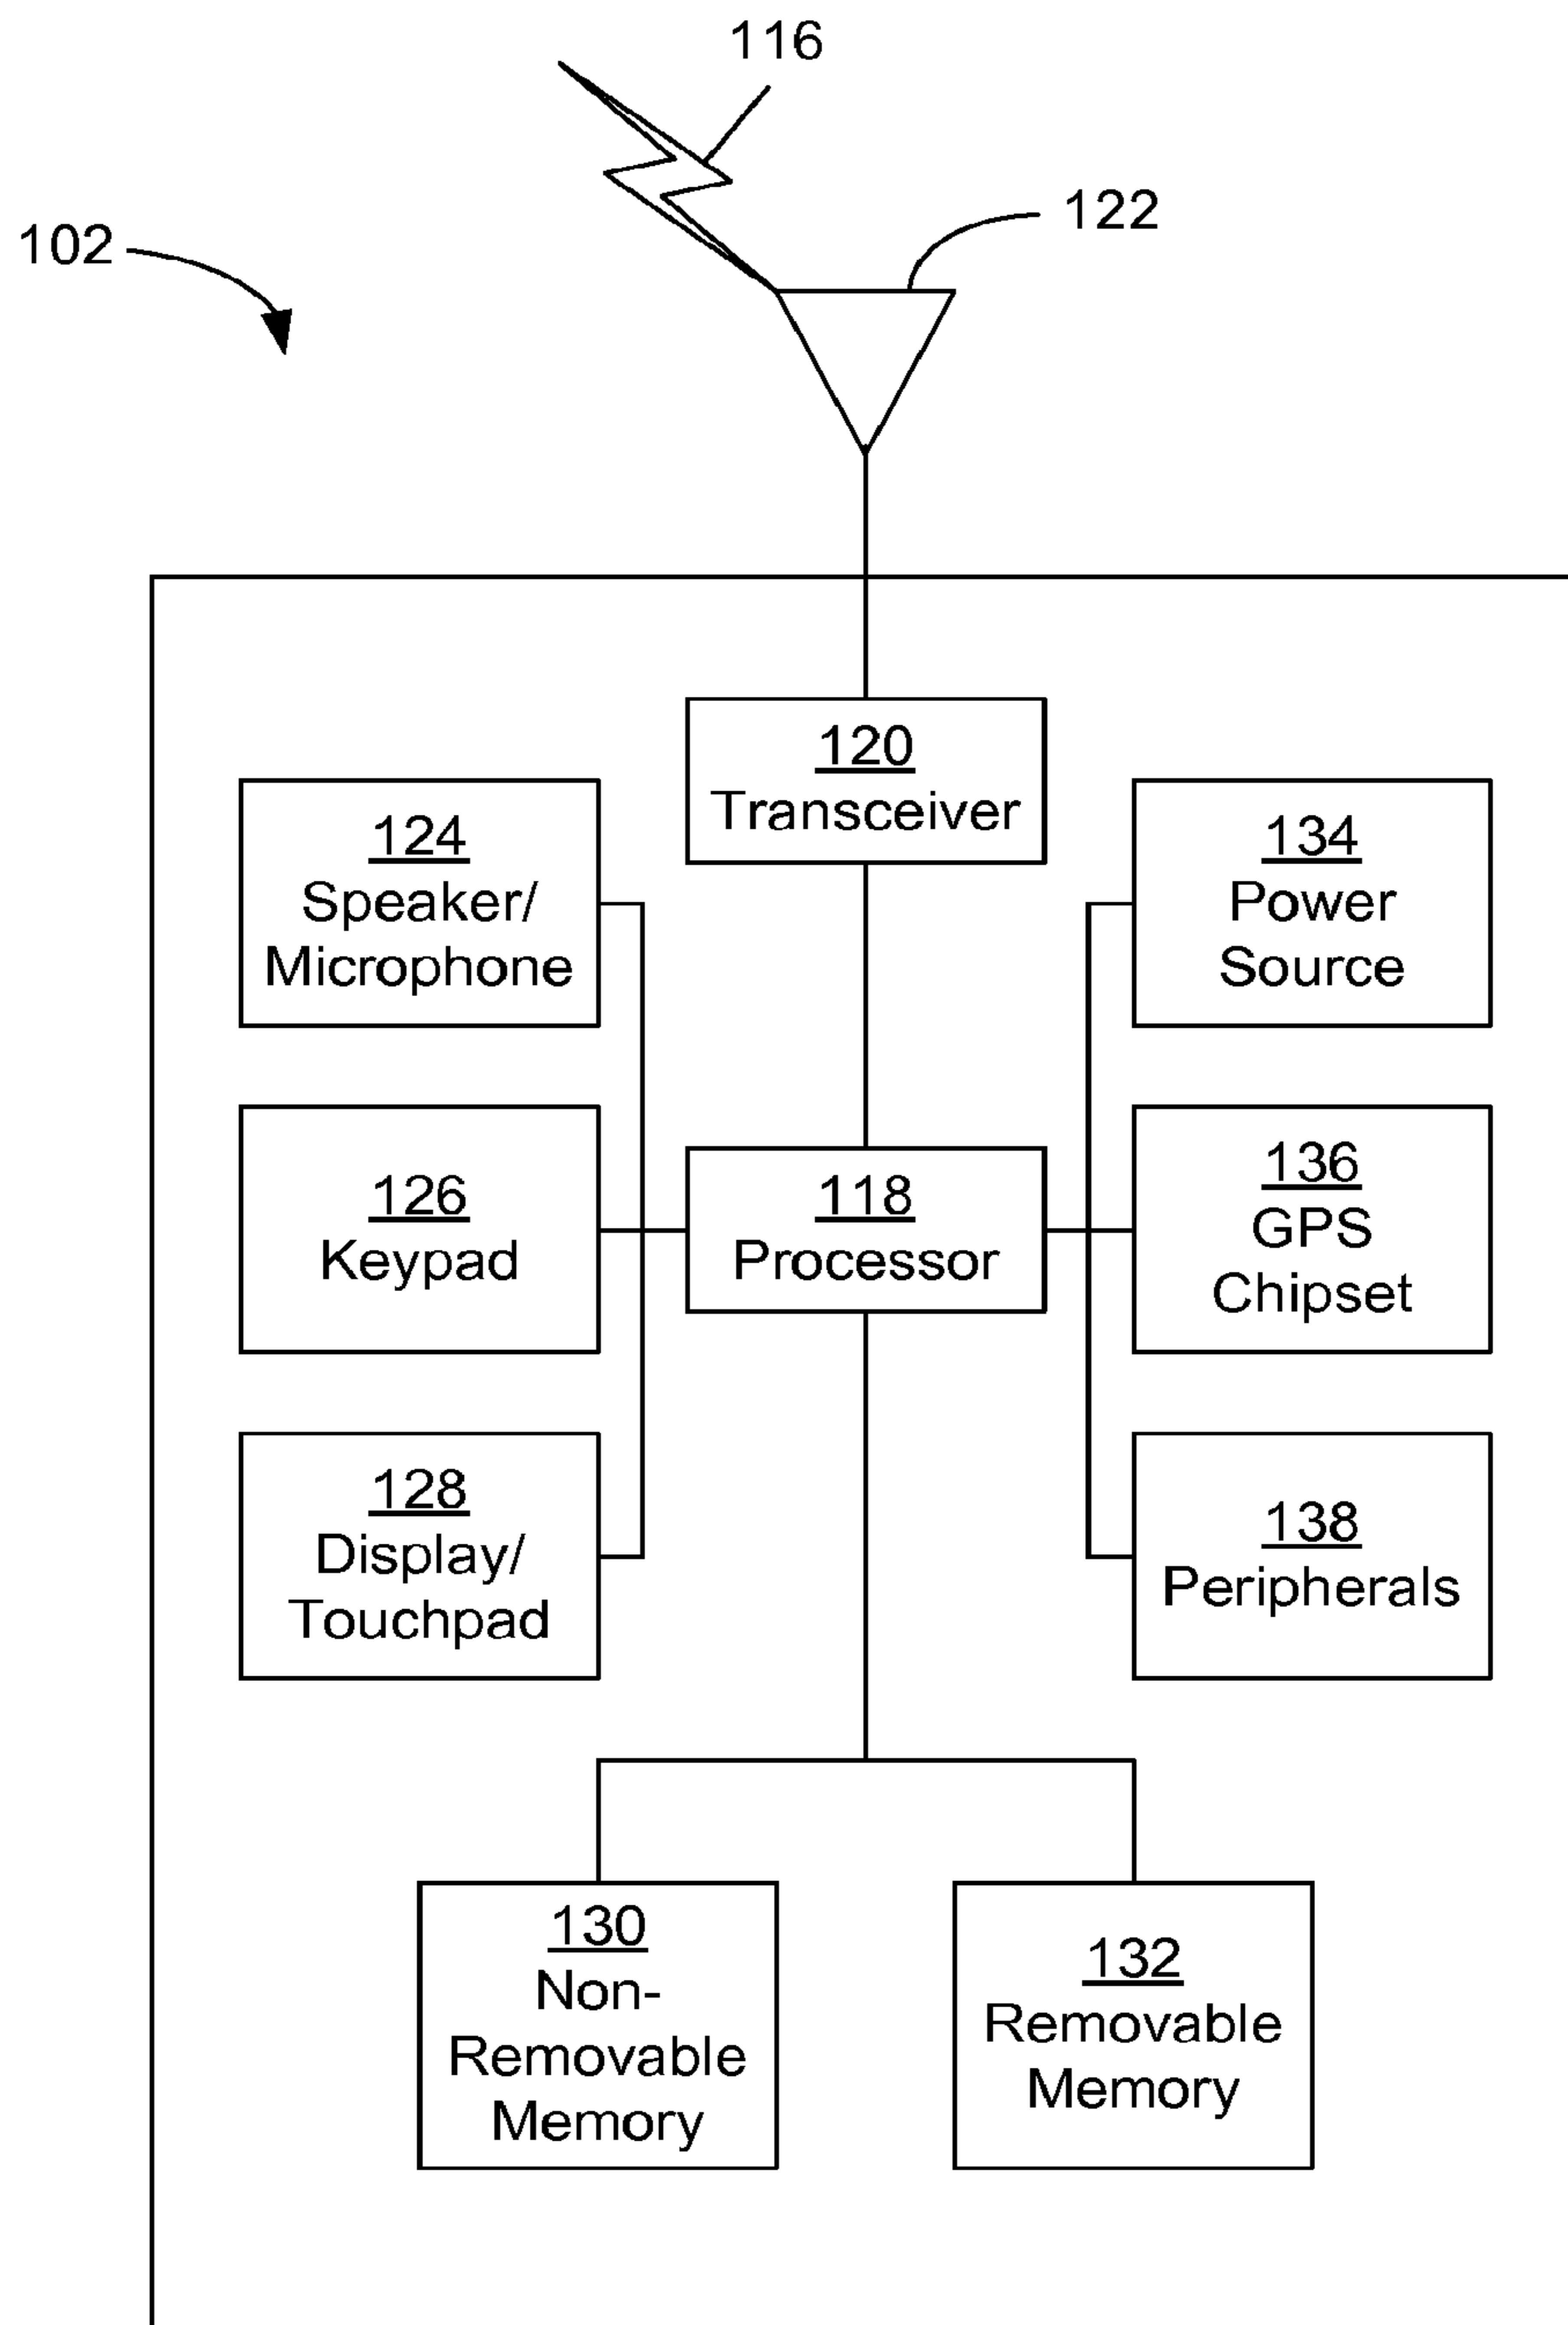 116
122
102
120
Transceiver
124
Speaker/
Microphone
134
Power
Source
126
Keypad
118
Processor
136
GPS
Chipset
128
Display/
Touchpad
138
Peripherals
130
Non-
Removable
Memory
132
Removable
Memory